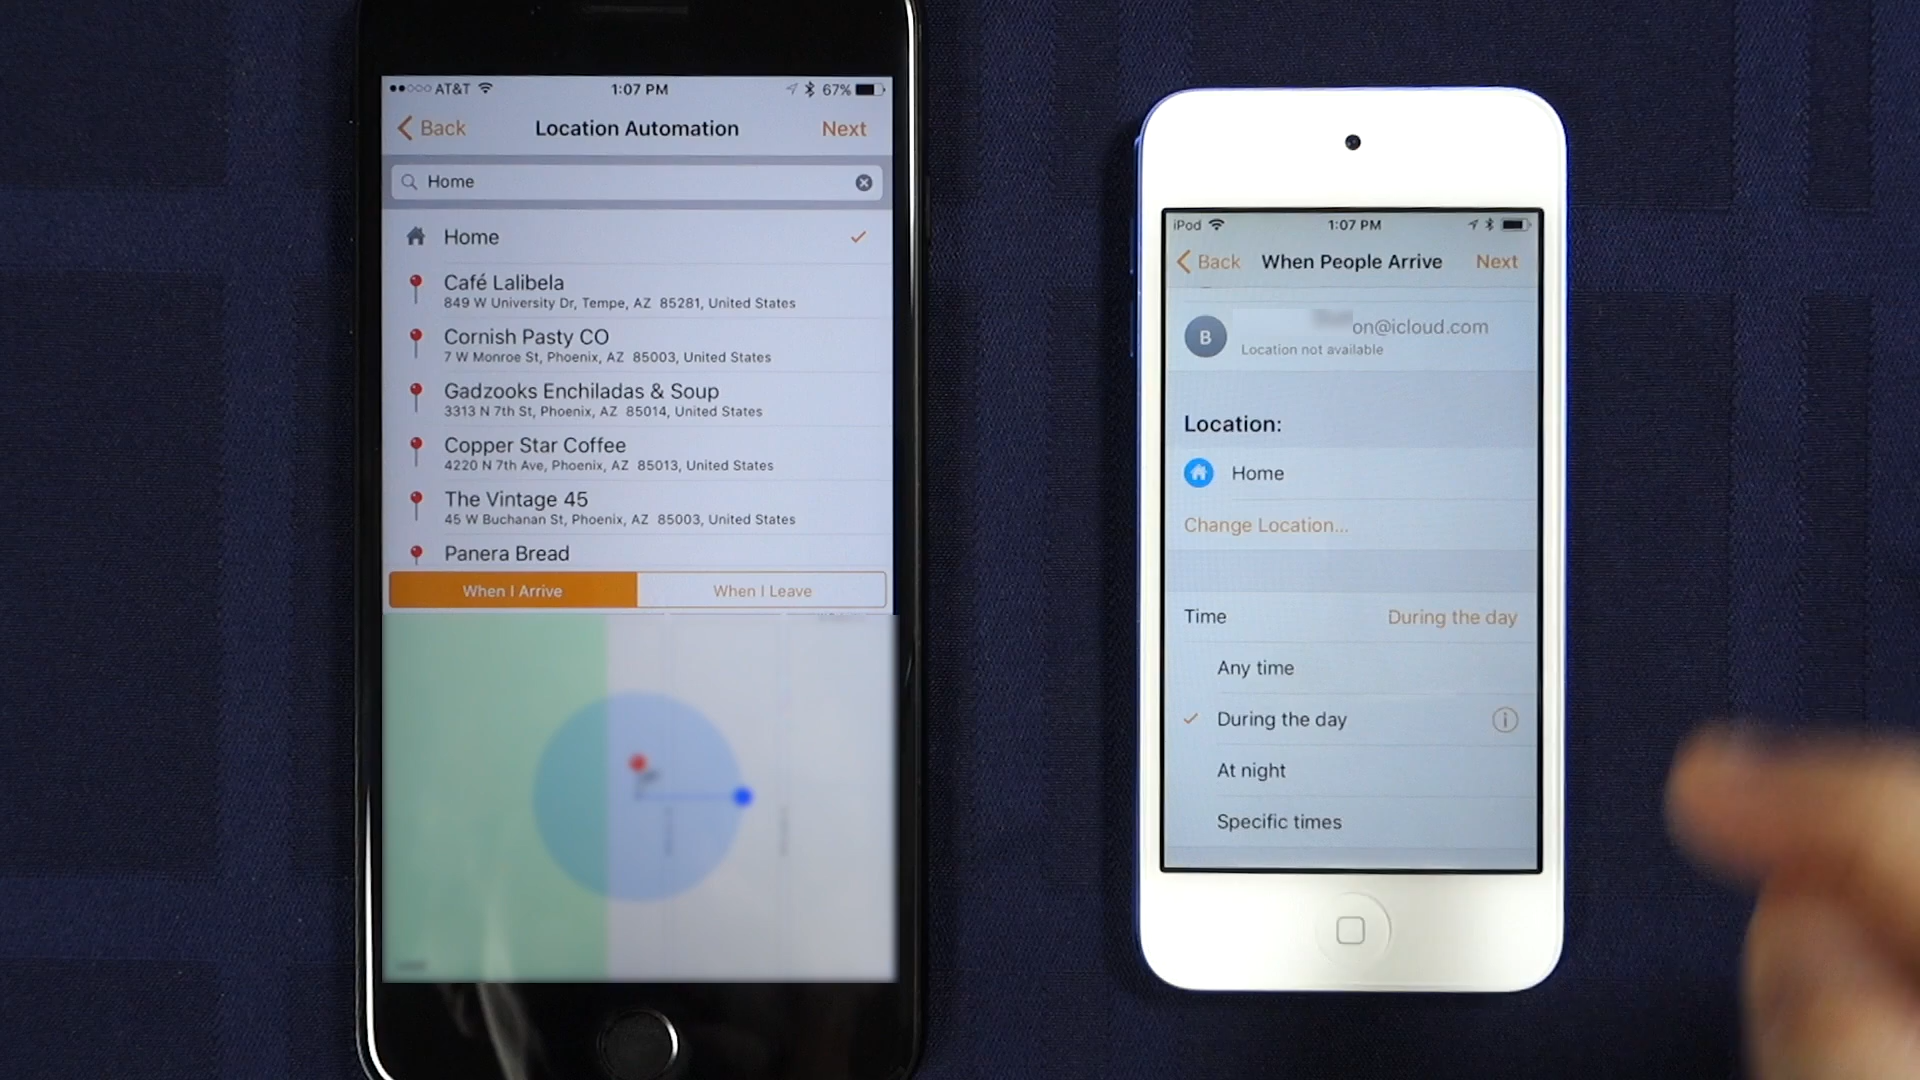 AT&T 1:07 PM 67%
Back Location Automation Next
Home
Home
Café Lalibela
849 W University Dr, Tempe, AZ 85281, United States
Cornish Pasty CO
7 W Monroe St, Phoenix, AZ 85003, United States
Gadzooks Enchiladas & Soup
3313 N 7th St, Phoenix, AZ 85014, United States
Copper Star Coffee
4220 N 7th Ave, Phoenix, AZ 85013, United States
The Vintage 45
45 W Buchanan St, Phoenix, AZ 85003, United States
Panera Bread
When I Arrive When I Leave
iPod 1:07 PM
Back When People Arrive Next
B on@icloud.com
Location not available
Location:
Home
Change Location...
Time During the day
Any time
During the day
At night
Specific times